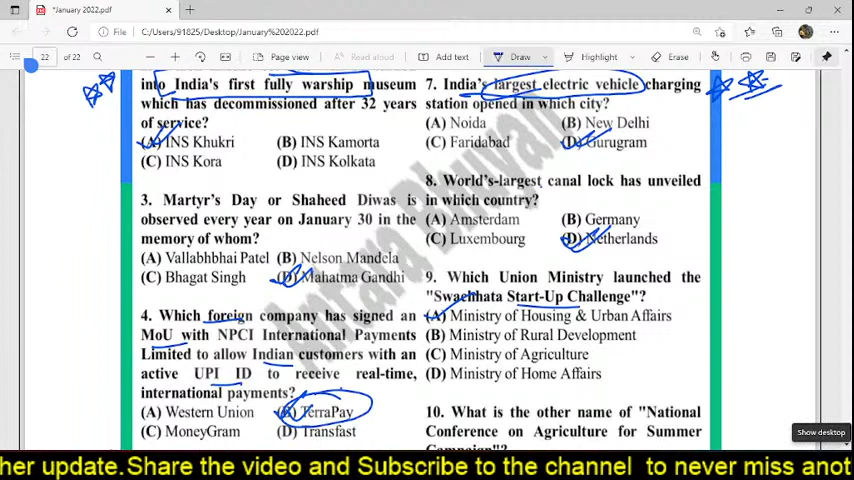 January 2022.pdf
File
C:/Users/91825/Desktop/January%202022.pdf
22 of 22
Page view
Add text
Draw
Highlight
Erase
into India's first fully warship museum
which has decommissioned after 32 years
of service?
(A) INS Khukri (B) INS Kamorta
(C) INS Kora (D) INS Kolkata
3. Martyr's Day or Shaheed Diwas is
observed every year on January 30 in the
memory of whom?
(A) Vallabhbhai Patel (B) Nelson Mandela
(C) Bhagat Singh (D) Mahatma Gandhi
4. Which foreign company has signed an
MoU with NPCI International Payments
Limited to allow Indian customers with an
active UPI ID to receive real-time,
international payments?
(A) Western Union (B) TerraPay
(C) MoneyGram (D) Transfast
7. India's largest electric vehicle charging
station opened in which city?
(A) Noida (B) New Delhi
(C) Faridabad (D) Gurugram
8. World's-largest canal lock has unveiled
in which country?
(A) Amsterdam (B) Germany
(C) Luxembourg (D) Netherlands
9. Which Union Ministry launched the
"Swachhata Start-Up Challenge"?
(A) Ministry of Housing & Urban Affairs
(B) Ministry of Rural Development
(C) Ministry of Agriculture
(D) Ministry of Home Affairs
10. What is the other name of "National
Conference on Agriculture for Summer
Campaign"?
Antara Bhuyan
Show desktop
her update.Share the video and Subscribe to the channel to never miss anot